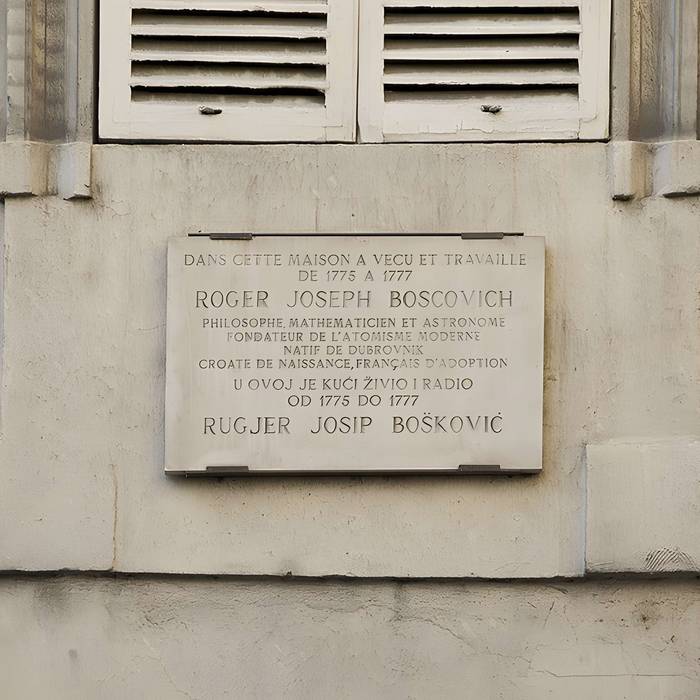 DANS CETTE MAISON A VECU ET TRAVAILLE
DE 1775 A 1777
ROGER JOSEPH BOSCOVICH
PHILOSOPHE, MATHEMATICIEN ET ASTRONOME
FONDATEUR DE L'ATOMISME MODERNE
NATIF DE DUBROVNIK
CROATE DE NAISSANCE, FRANÇAIS D'ADOPTION
U OVOJ JE KUĆI ŽIVIO I RADIO
OD 1775 DO 1777
RUGJER JOSIP BOŠKOVIĆ